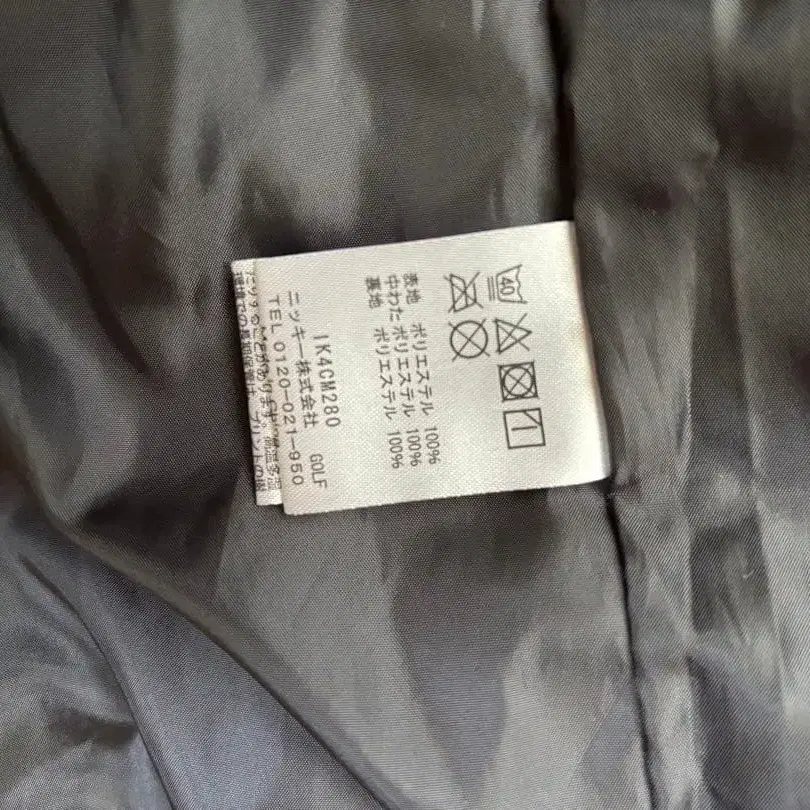 40
表地 ポリエステル 100%
中わた ポリエステル 100%
裏地 ポリエステル 100%
1K4CM280 GOLF
ニッキー株式会社
TEL 0120-021-950